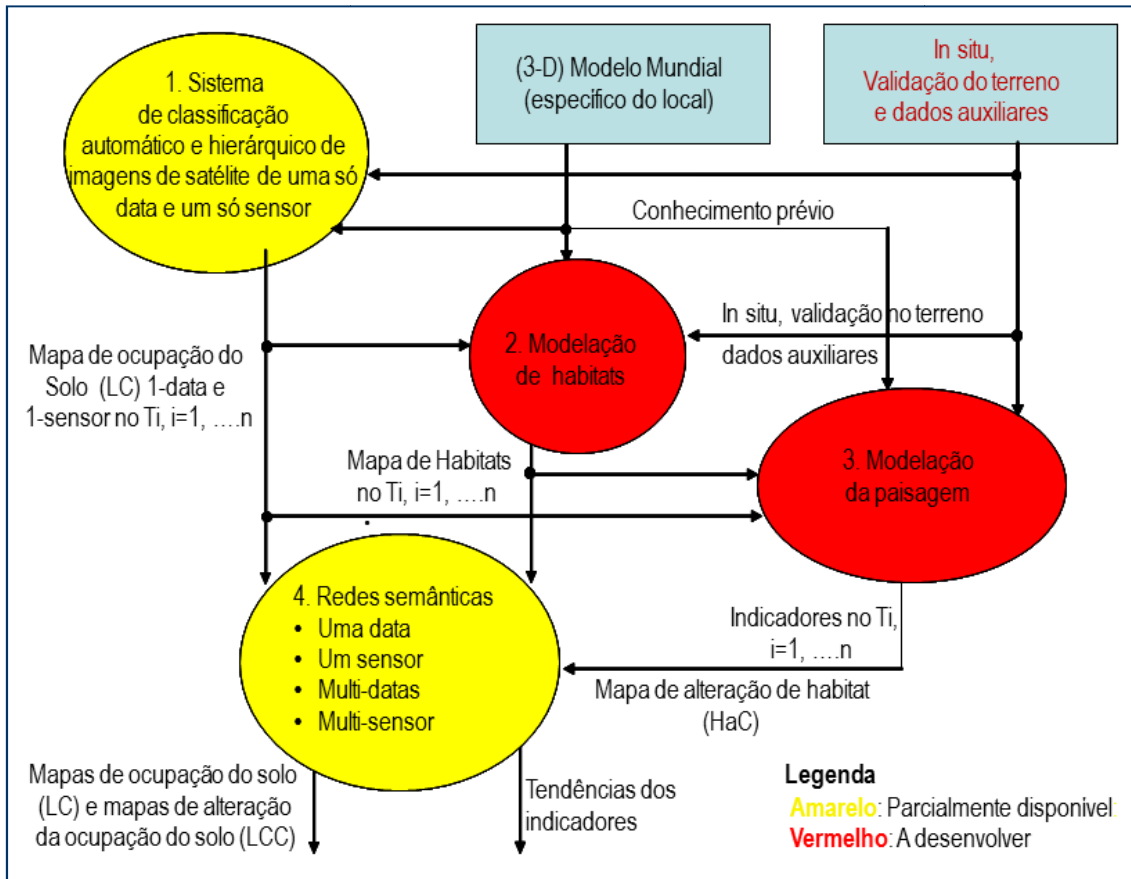 1. Sistema
de classificação
automático e hierárquico de
imagens de satélite de uma só
data e um só sensor
(3-D) Modelo Mundial
(específico do local)
In situ,
Validação do terreno
e dados auxiliares
Conhecimento prévio
2. Modelação
de habitats
In situ, validação no terreno
dados auxiliares
Mapa de ocupação do
Solo (LC) 1-data e
1-sensor no Ti, i=1, ....n
Mapa de Habitats
no Ti, i=1, ....n
3. Modelação
da paisagem
4. Redes semânticas
• Uma data
• Um sensor
• Multi-datas
• Multi-sensor
Indicadores no Ti,
i=1, ....n
Mapa de alteração de habitat
(HaC)
Mapas de ocupação do solo
(LC) e mapas de alteração
da ocupação do solo (LCC)
Tendências dos
indicadores
Legenda
Amarelo: Parcialmente disponível:
Vermelho: A desenvolver